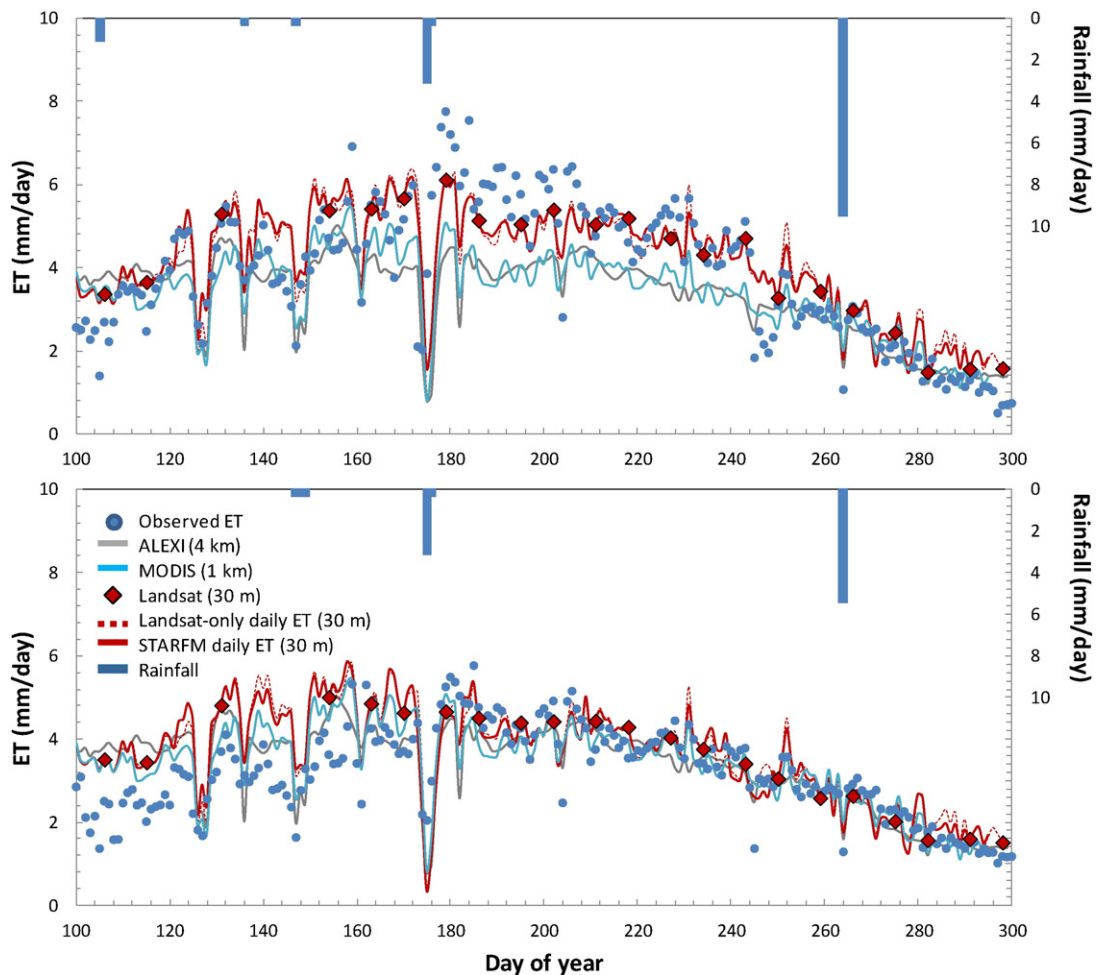 10
8
6
4
2
0
ET (mm/day)
0
2
4
6
8
10
Rainfall (mm/day)
100 120 140 160 180 200 220 240 260 280 300
10
8
6
4
2
0
ET (mm/day)
Observed ET
ALEXI (4 km)
MODIS (1 km)
Landsat (30 m)
Landsat-only daily ET (30 m)
STARFM daily ET (30 m)
Rainfall
0
2
4
6
8
10
Rainfall (mm/day)
100 120 140 160 180 200 220 240 260 280 300
Day of year